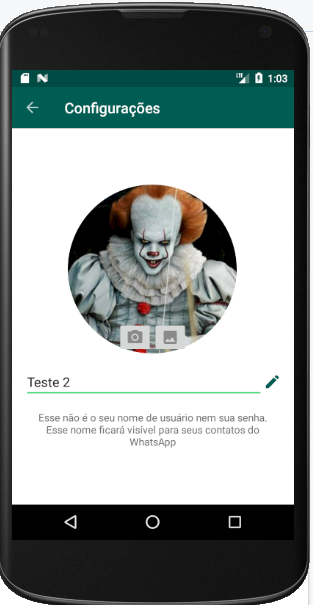 LTE 1:03
Configurações
Teste 2
Esse não é o seu nome de usuário nem sua senha.
Esse nome ficará visível para seus contatos do
WhatsApp